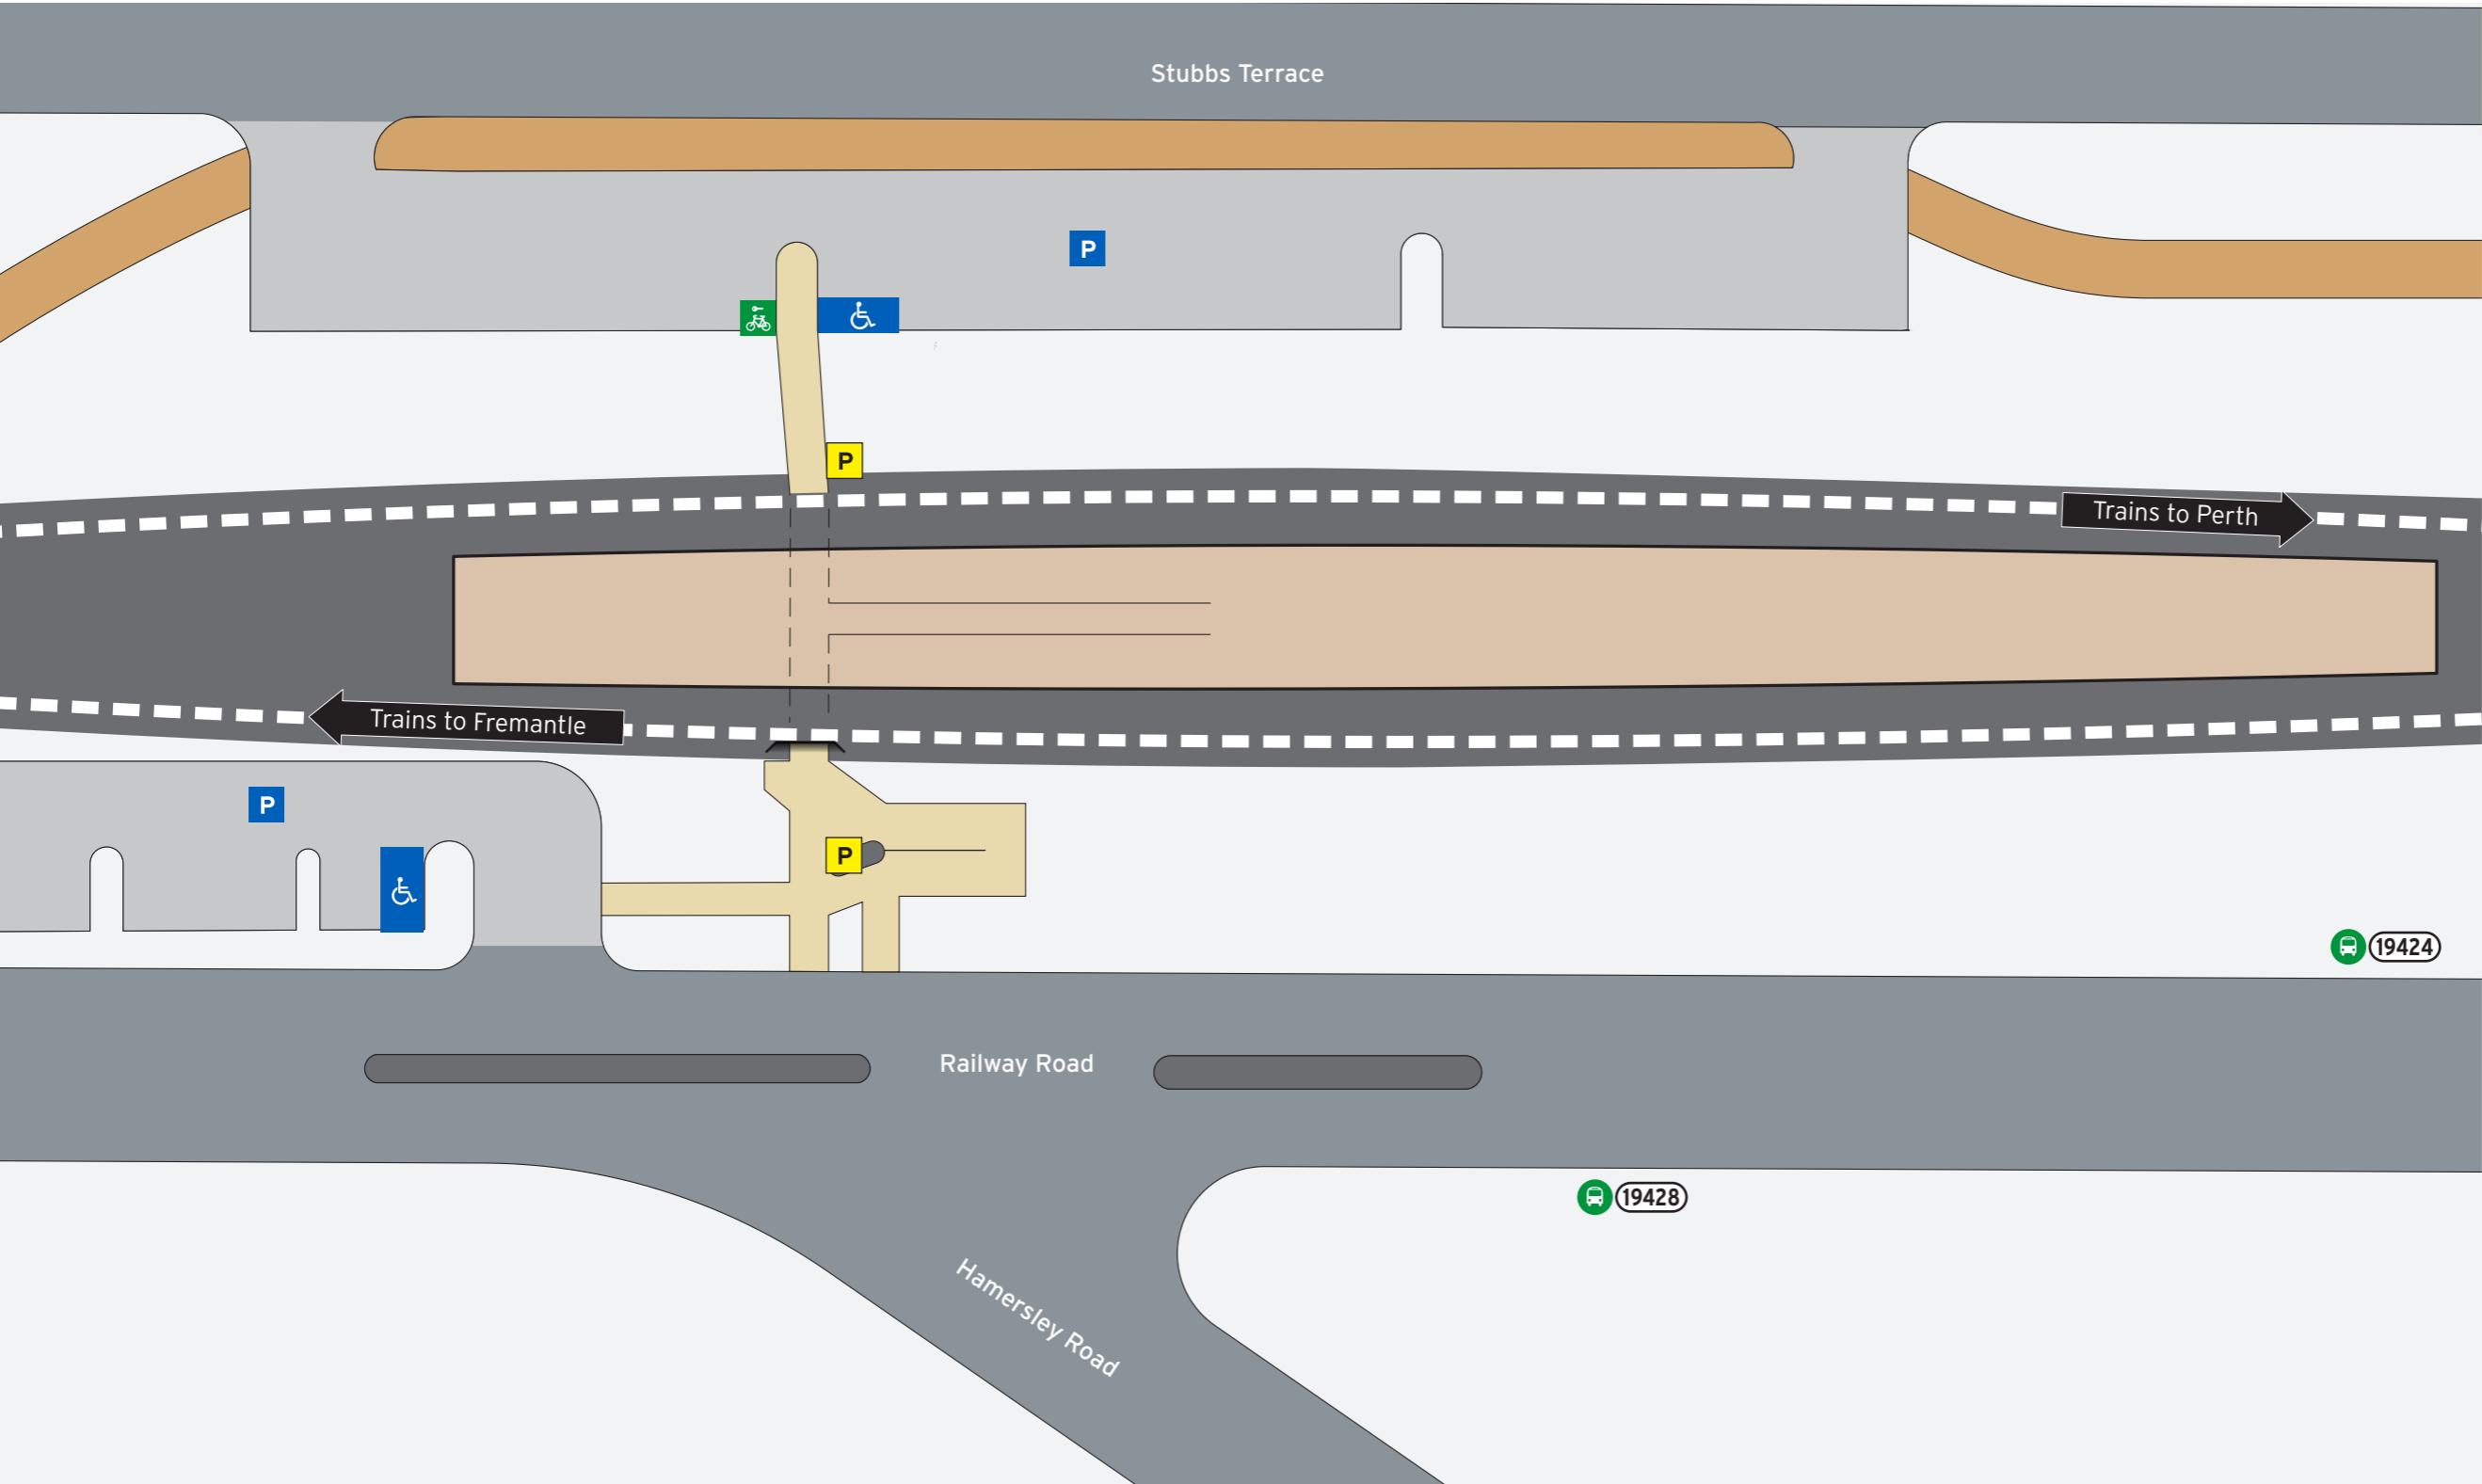 Stubbs Terrace
P
P
Trains to Perth
Trains to Fremantle
P
P
19424
Railway Road
19428
Hamersley Road